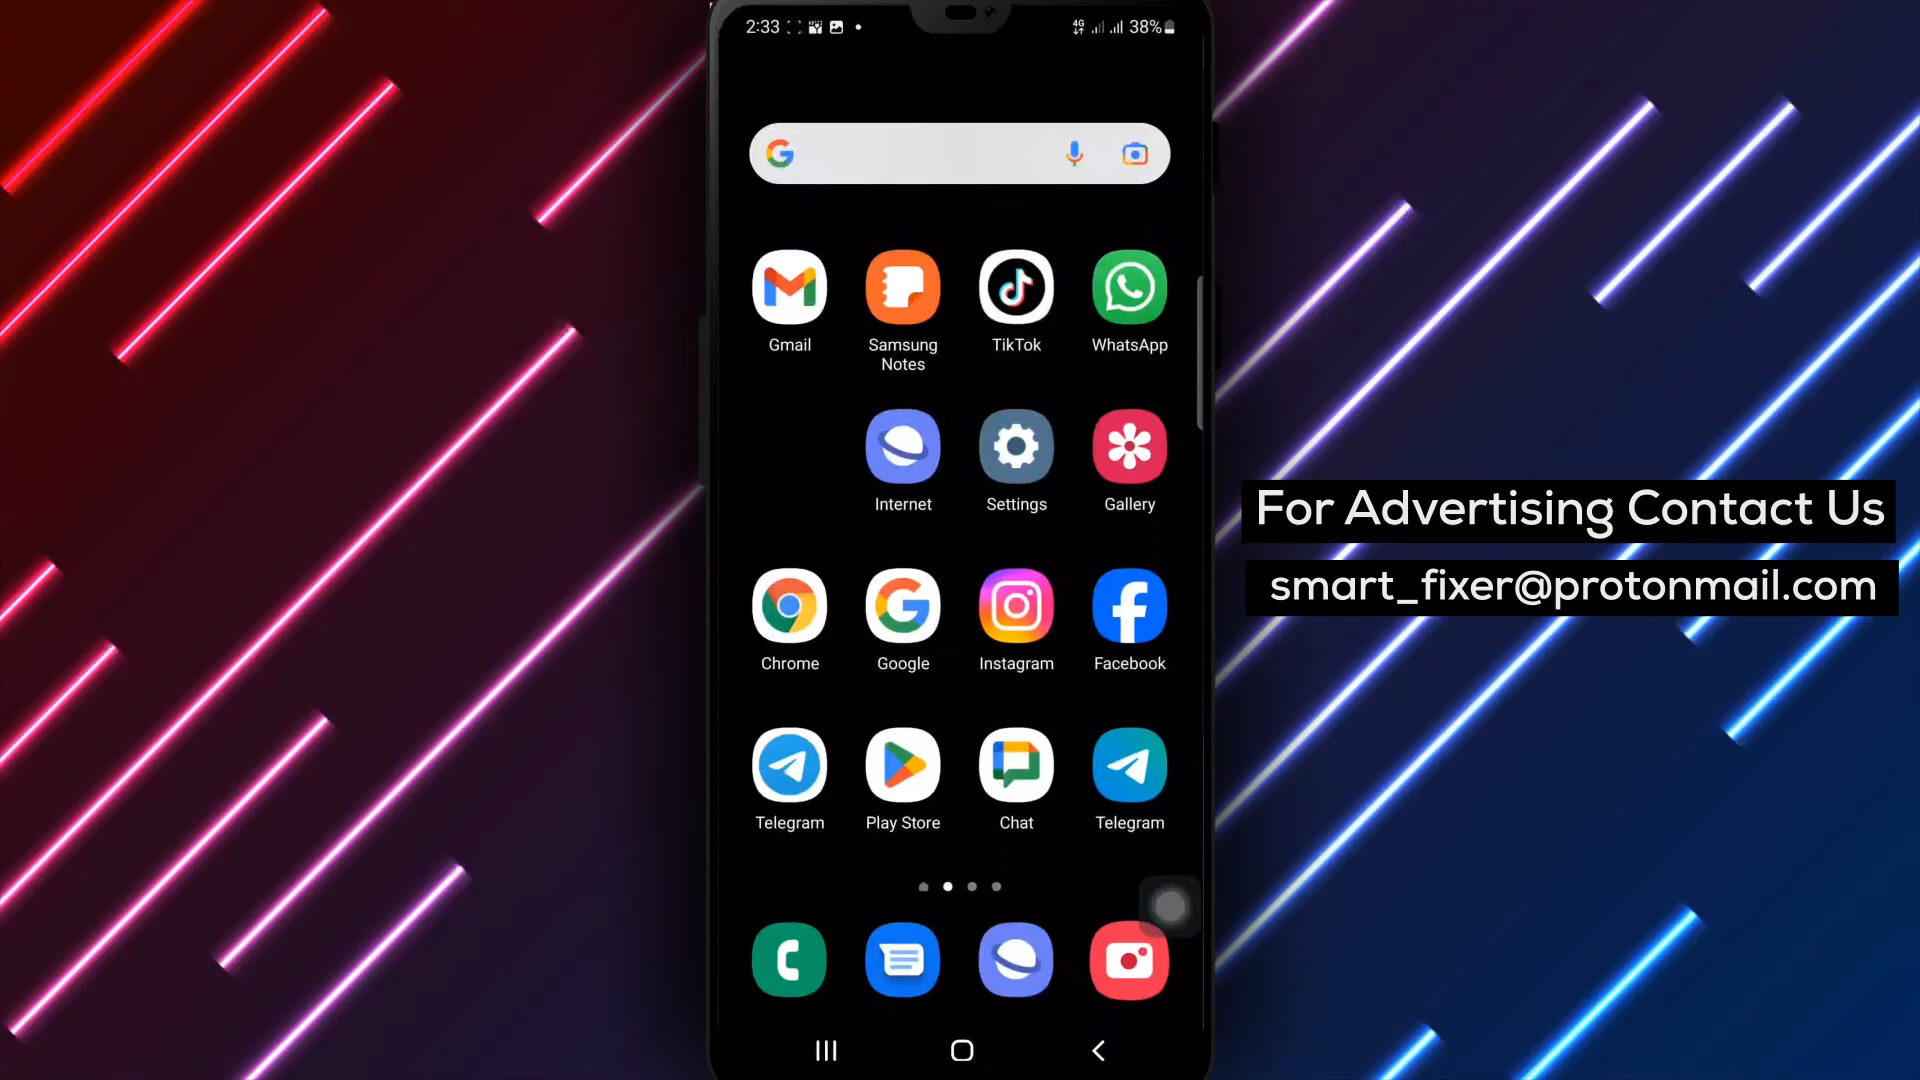 2:33
4G 38%
Gmail
Samsung
Notes
TikTok
WhatsApp
Internet
Settings
Gallery
Chrome
Google
Instagram
Facebook
Telegram
Play Store
Chat
Telegram
For Advertising Contact Us
smart_fixer@protonmail.com